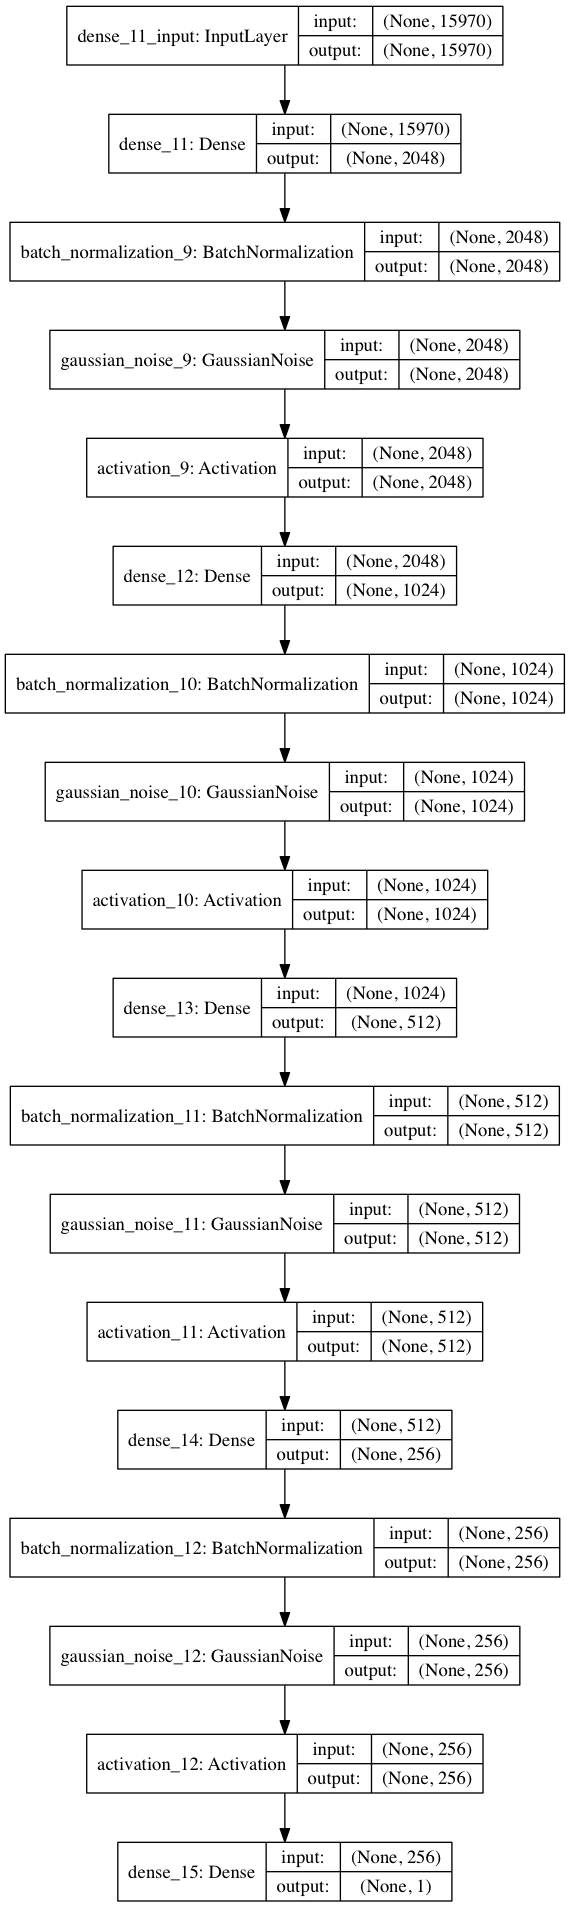 dense_11_input: InputLayer
input: (None, 15970)
output: (None, 15970)
dense_11: Dense
input: (None, 15970)
output: (None, 2048)
batch_normalization_9: BatchNormalization
input: (None, 2048)
output: (None, 2048)
gaussian_noise_9: GaussianNoise
input: (None, 2048)
output: (None, 2048)
activation_9: Activation
input: (None, 2048)
output: (None, 2048)
dense_12: Dense
input: (None, 2048)
output: (None, 1024)
batch_normalization_10: BatchNormalization
input: (None, 1024)
output: (None, 1024)
gaussian_noise_10: GaussianNoise
input: (None, 1024)
output: (None, 1024)
activation_10: Activation
input: (None, 1024)
output: (None, 1024)
dense_13: Dense
input: (None, 1024)
output: (None, 512)
batch_normalization_11: BatchNormalization
input: (None, 512)
output: (None, 512)
gaussian_noise_11: GaussianNoise
input: (None, 512)
output: (None, 512)
activation_11: Activation
input: (None, 512)
output: (None, 512)
dense_14: Dense
input: (None, 512)
output: (None, 256)
batch_normalization_12: BatchNormalization
input: (None, 256)
output: (None, 256)
gaussian_noise_12: GaussianNoise
input: (None, 256)
output: (None, 256)
activation_12: Activation
input: (None, 256)
output: (None, 256)
dense_15: Dense
input: (None, 256)
output: (None, 1)